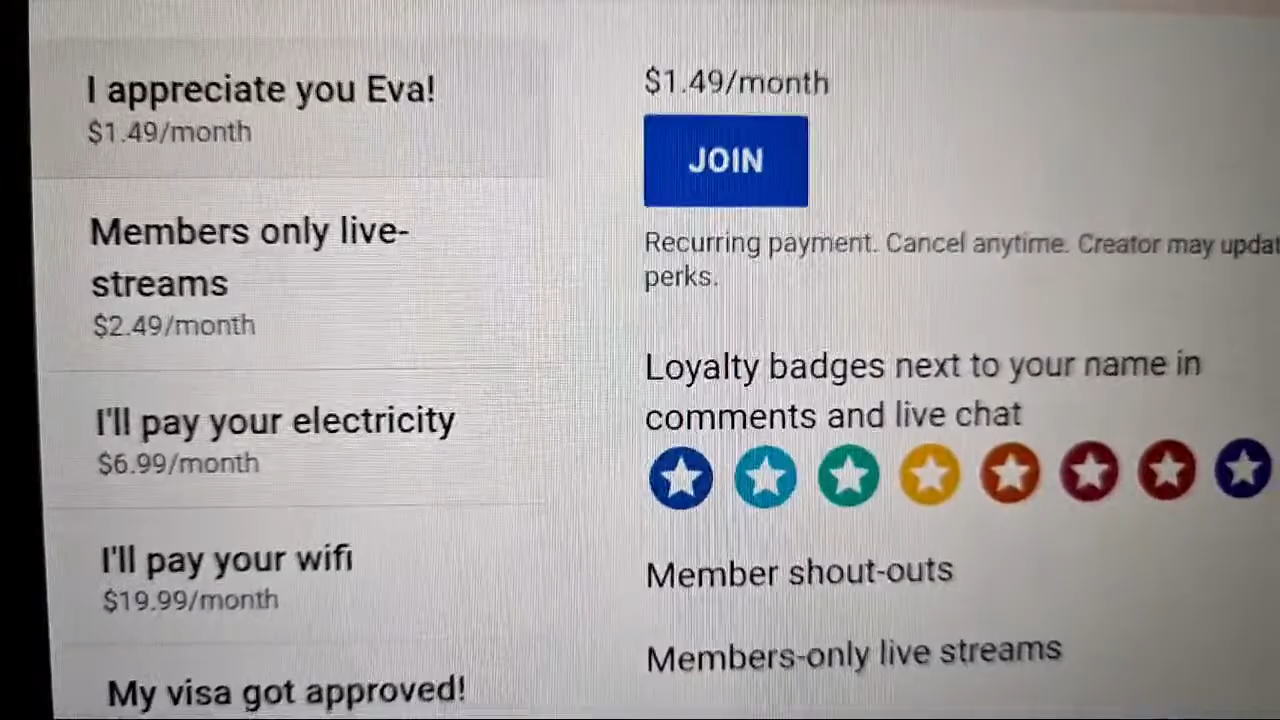 I appreciate you Eva!
$1.49/month
Members only live-
streams
$2.49/month
I'll pay your electricity
$6.99/month
I'll pay your wifi
$19.99/month
My visa got approved!
$1.49/month
JOIN
Recurring payment. Cancel anytime. Creator may updat
perks.
Loyalty badges next to your name in
comments and live chat
Member shout-outs
Members-only live streams